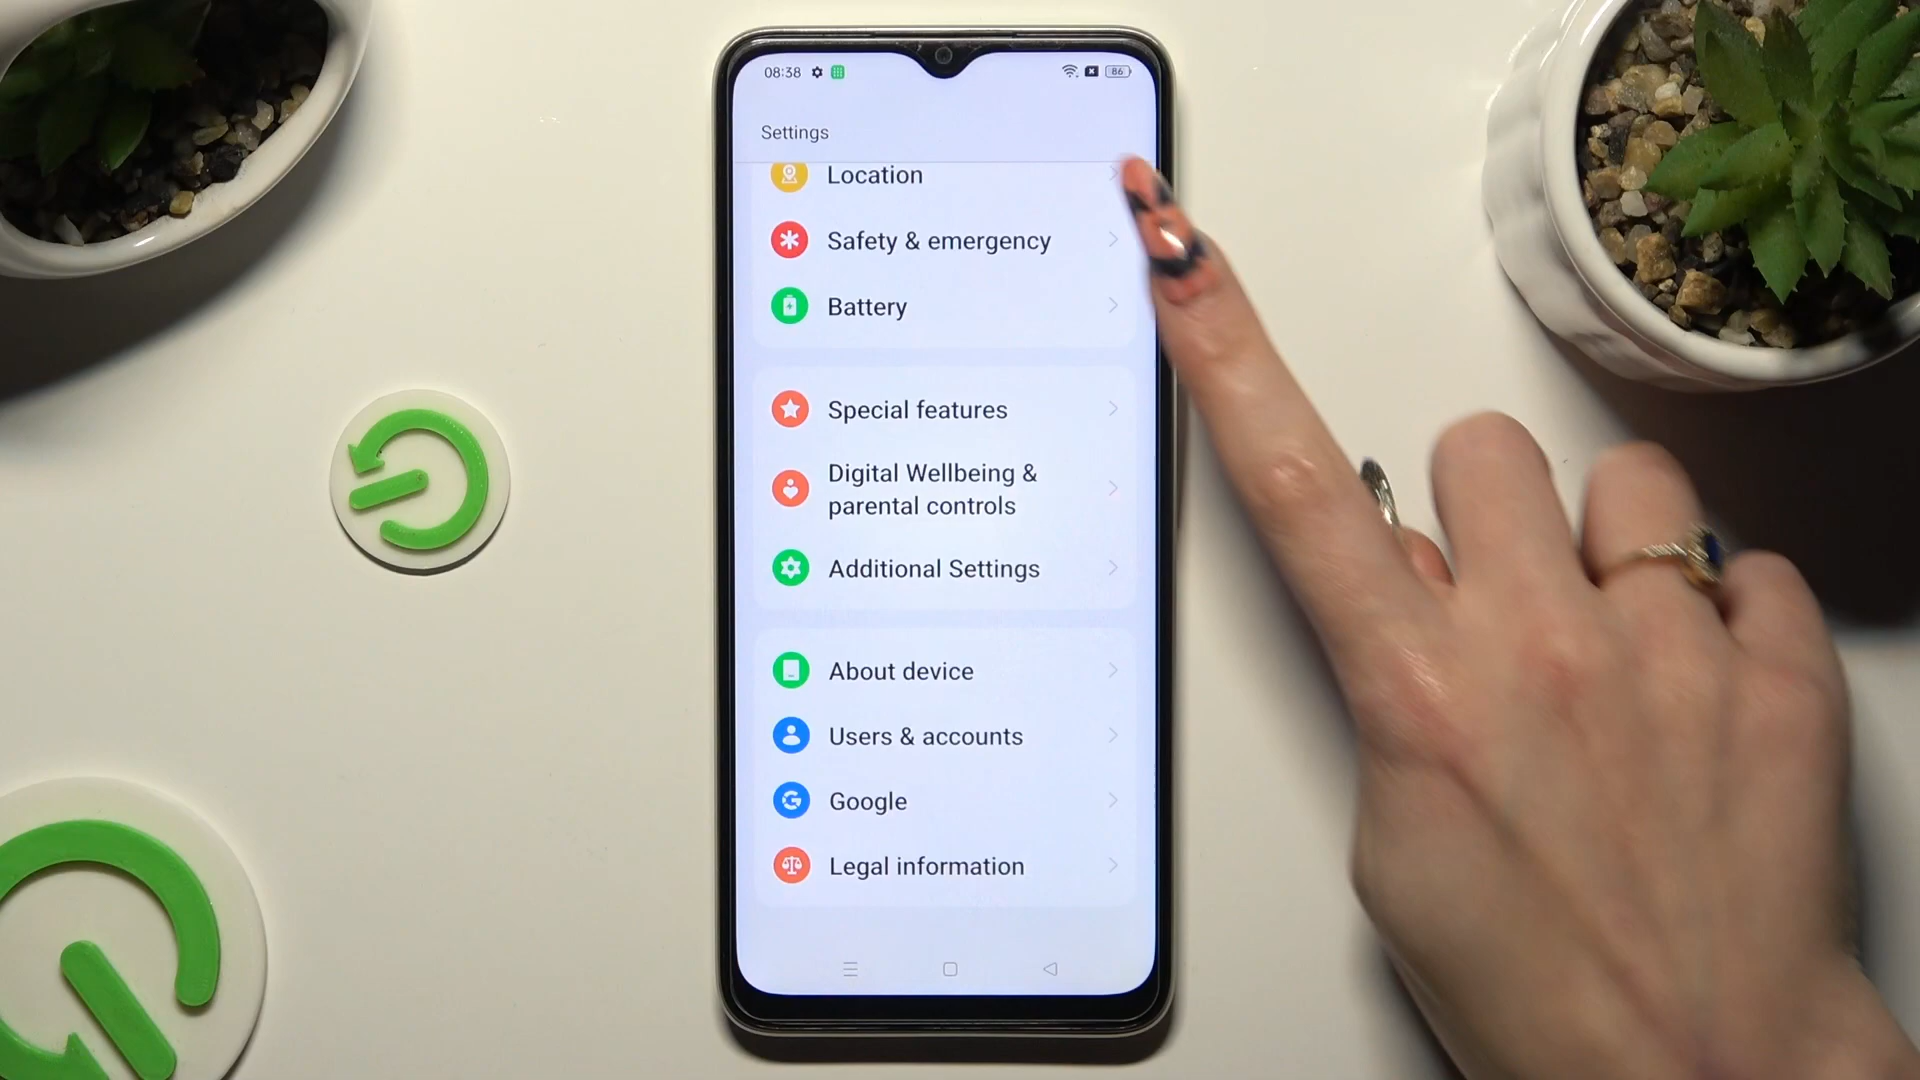 08:38
86
Settings
Location
Safety & emergency
Battery
Special features
Digital Wellbeing &
parental controls
Additional Settings
About device
Users & accounts
Google
Legal information